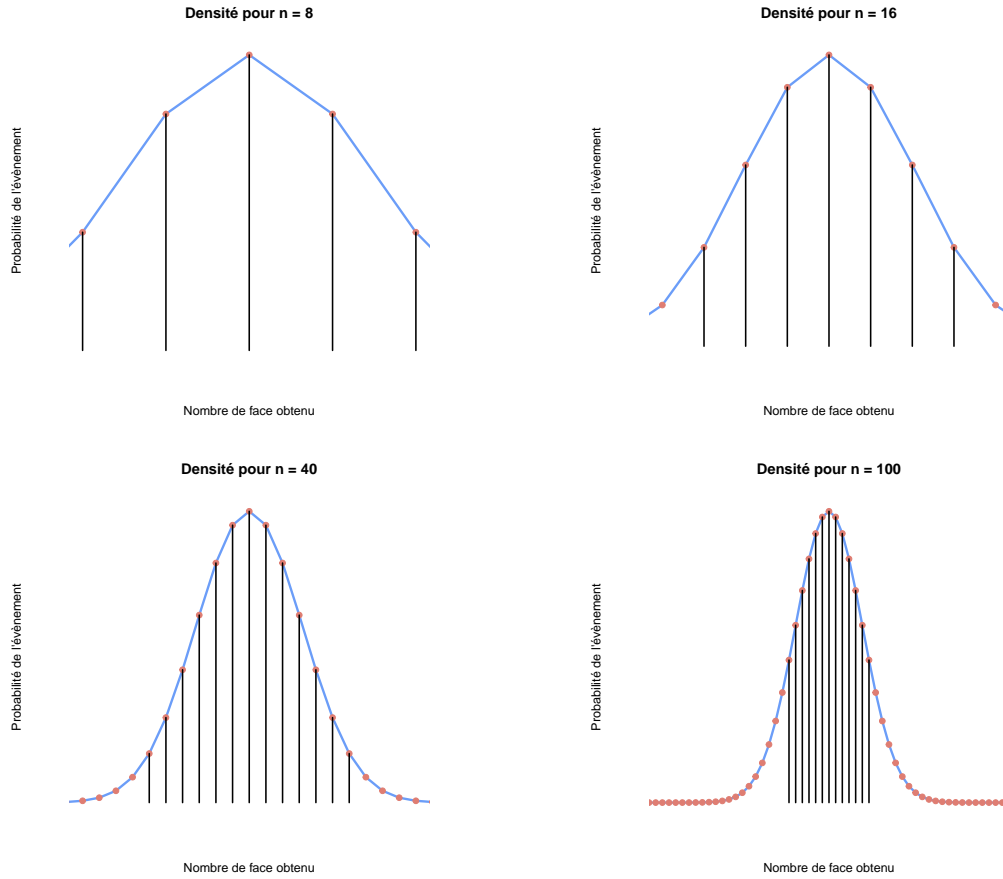 Densité pour n = 8
Probabilité de l'évènement
Nombre de face obtenu
Densité pour n = 16
Probabilité de l'évènement
Nombre de face obtenu
Densité pour n = 40
Probabilité de l'évènement
Nombre de face obtenu
Densité pour n = 100
Probabilité de l'évènement
Nombre de face obtenu